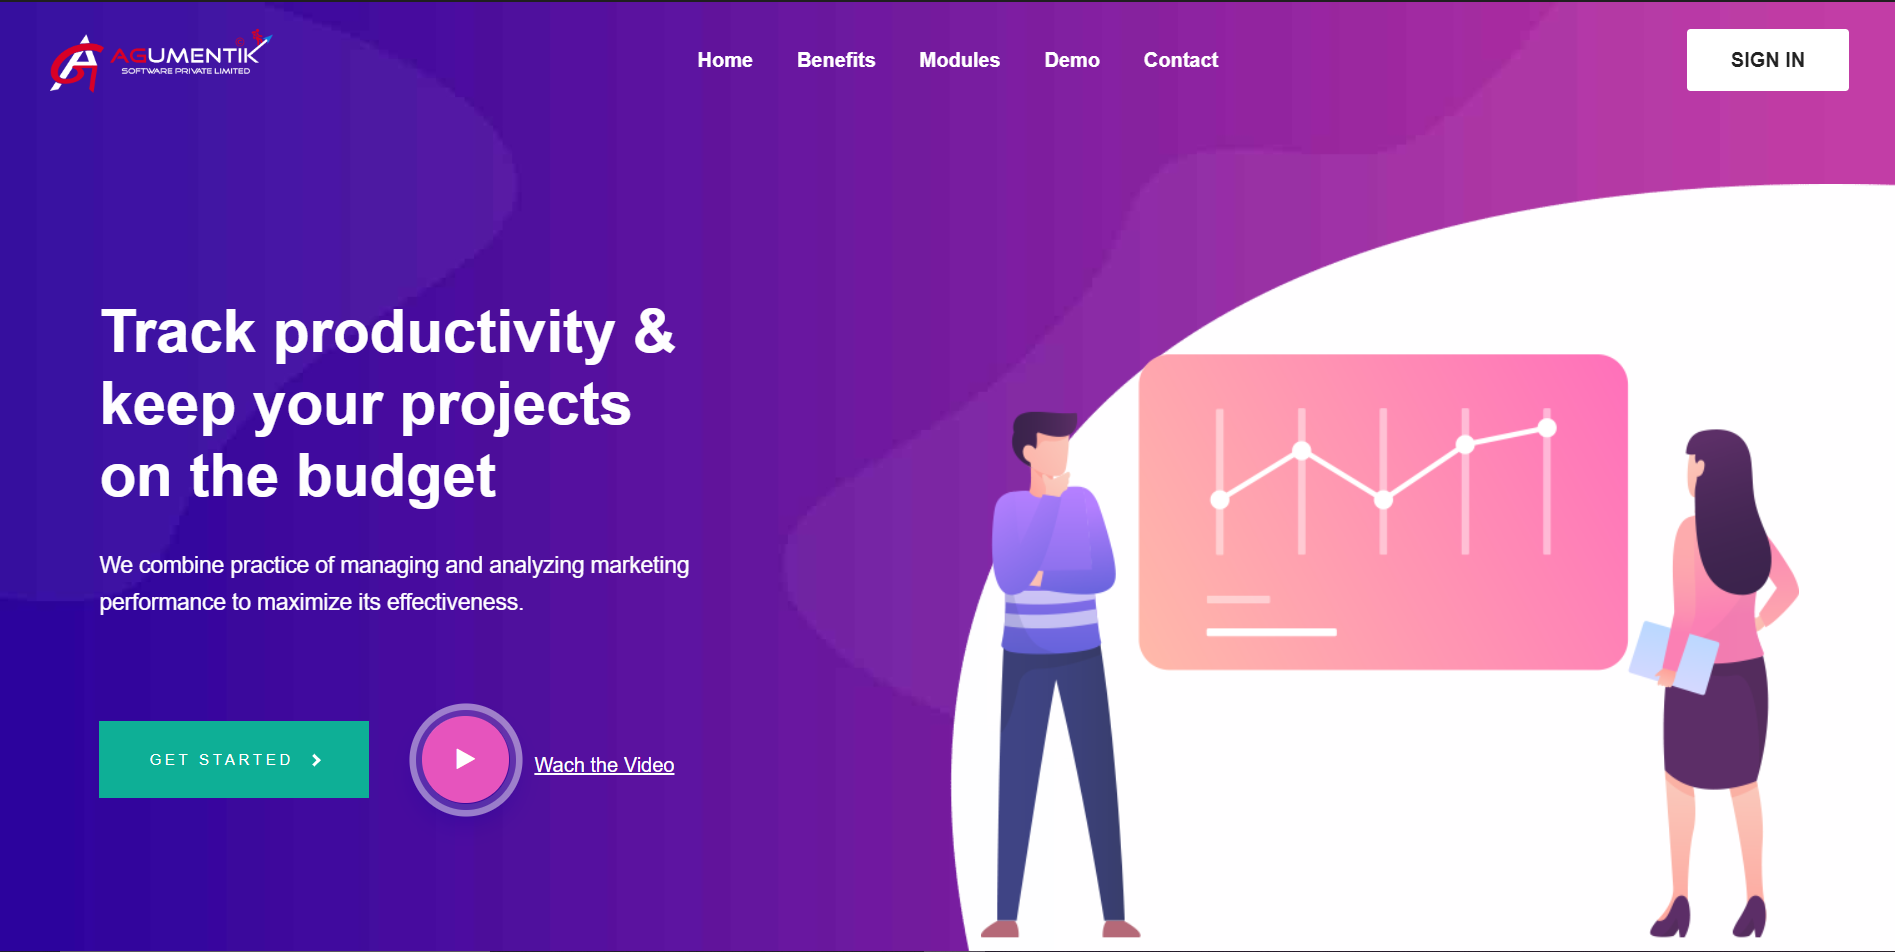 AGUMENTIK
SOFTWARE PRIVATE LIMITED
Home Benefits Modules Demo Contact
SIGN IN
Track productivity &
keep your projects
on the budget
We combine practice of managing and analyzing marketing
performance to maximize its effectiveness.
GET STARTED
Wach the Video